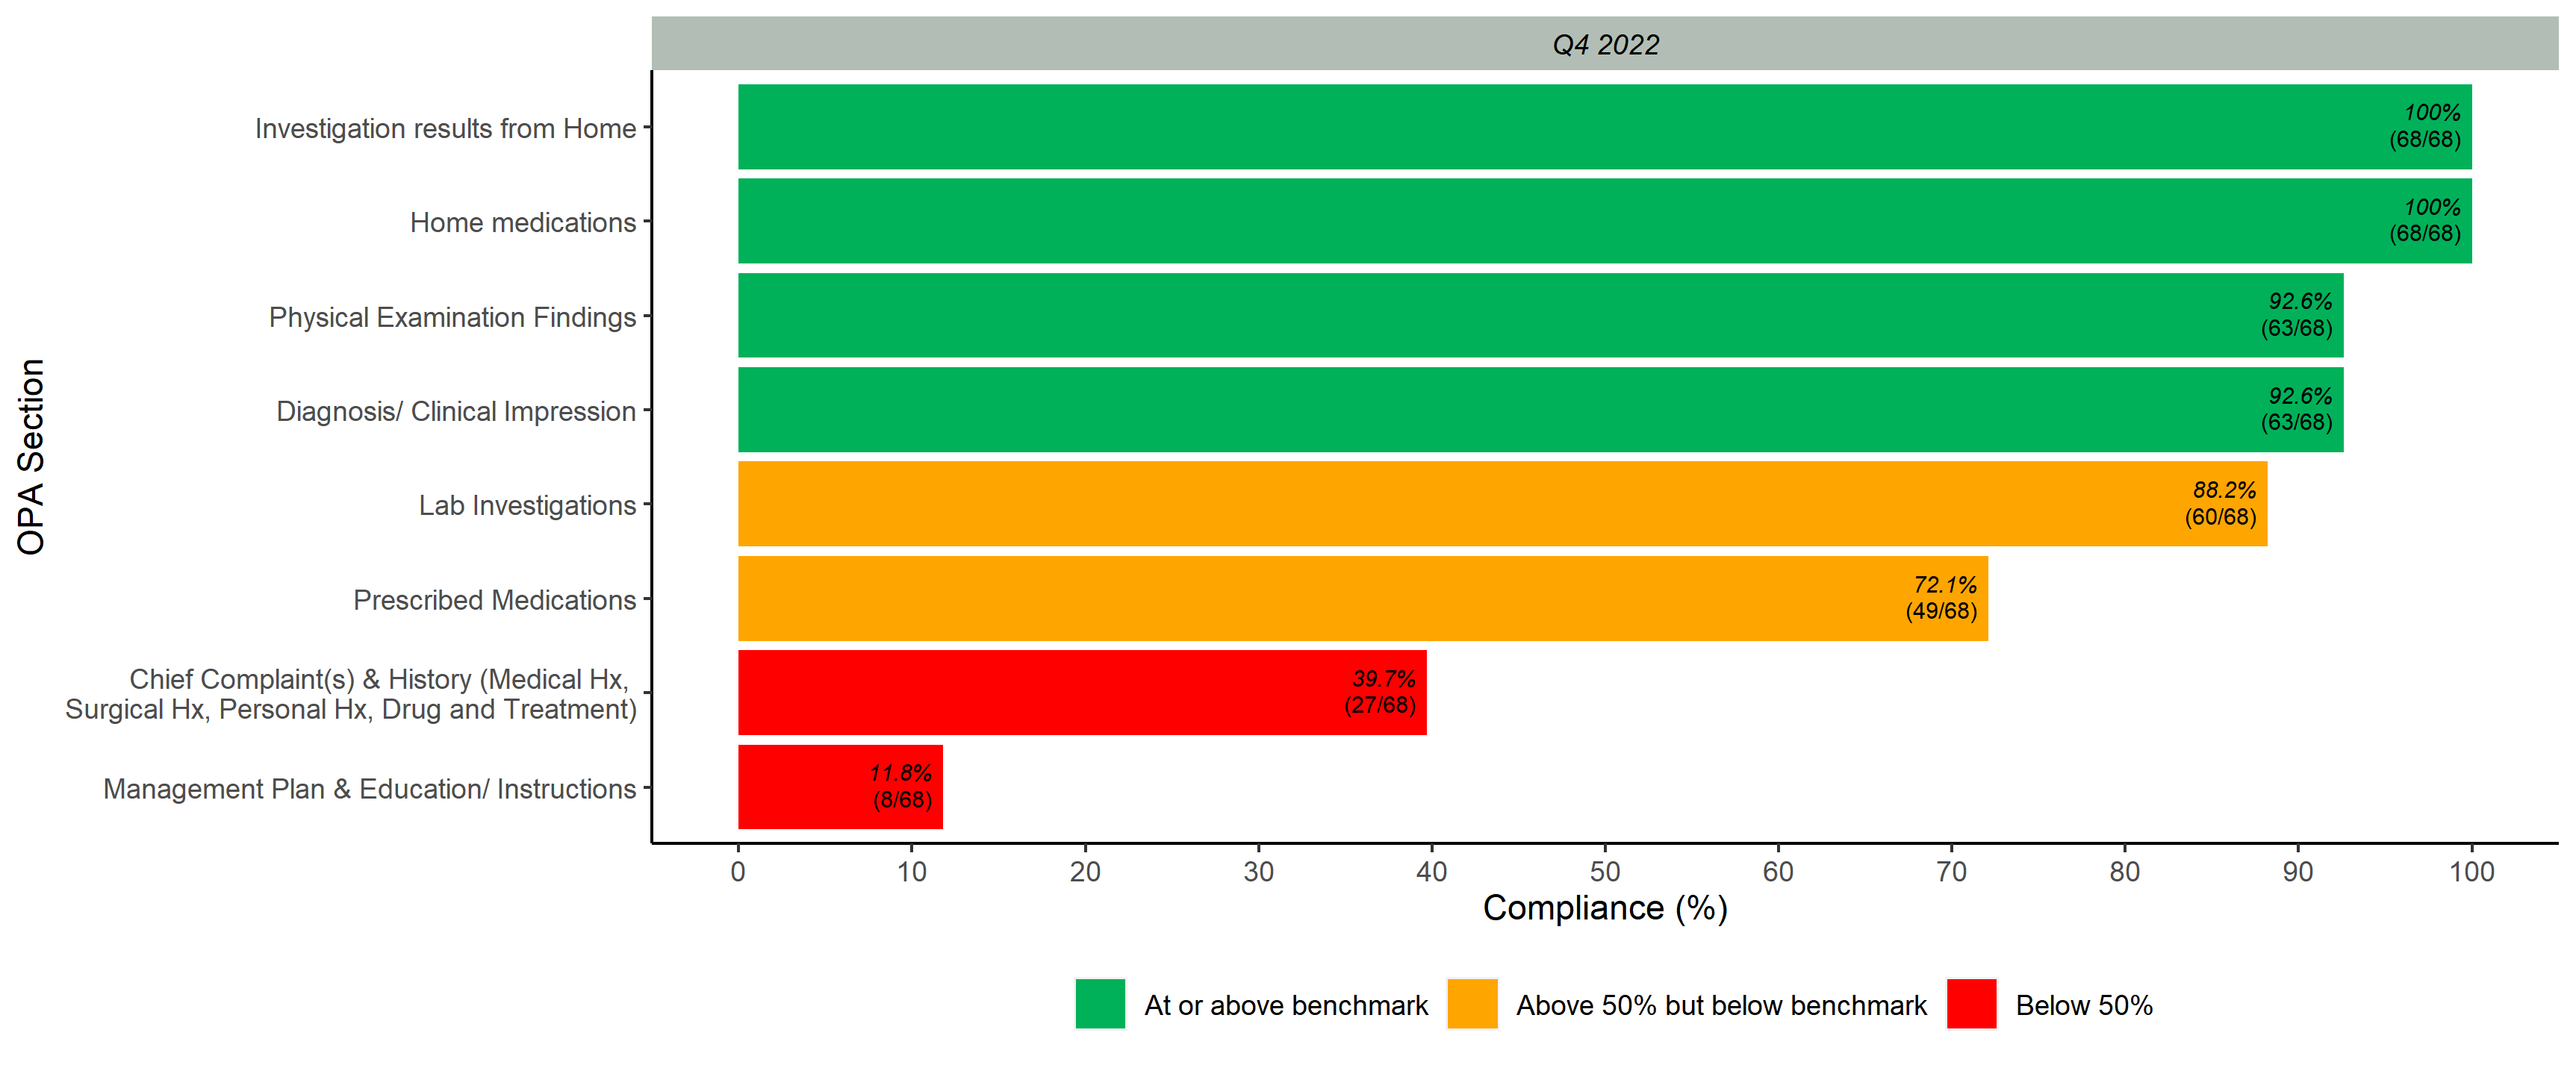 Q4 2022
OPA Section
Investigation results from Home
100%
(68/68)
Home medications
100%
(68/68)
Physical Examination Findings
92.6%
(63/68)
Diagnosis/ Clinical Impression
92.6%
(63/68)
Lab Investigations
88.2%
(60/68)
Prescribed Medications
72.1%
(49/68)
Chief Complaint(s) & History (Medical Hx,
Surgical Hx, Personal Hx, Drug and Treatment)
39.7%
(27/68)
Management Plan & Education/ Instructions
11.8%
(8/68)
0 10 20 30 40 50 60 70 80 90 100
Compliance (%)
At or above benchmark Above 50% but below benchmark Below 50%